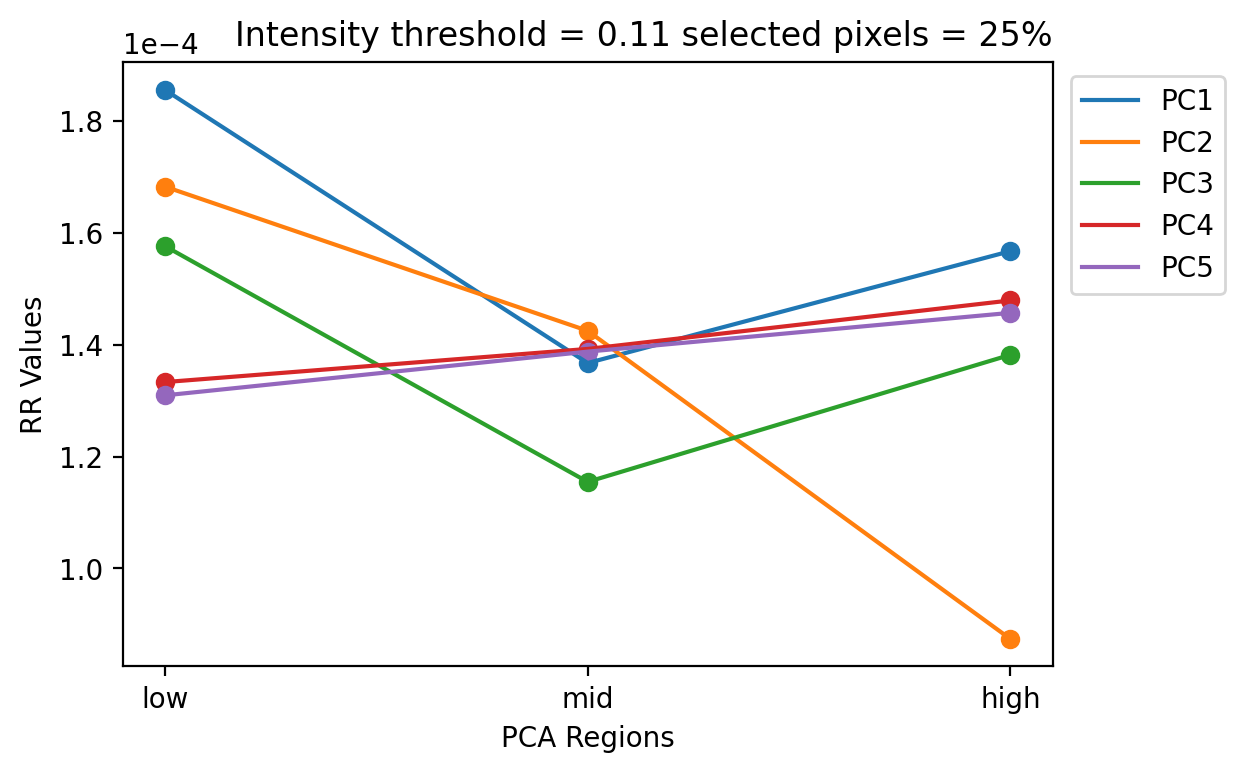 Intensity threshold = 0.11 selected pixels = 25%
1e−4
1.8
1.6
1.4
1.2
1.0
RR Values
low
mid
high
PCA Regions
PC1
PC2
PC3
PC4
PC5